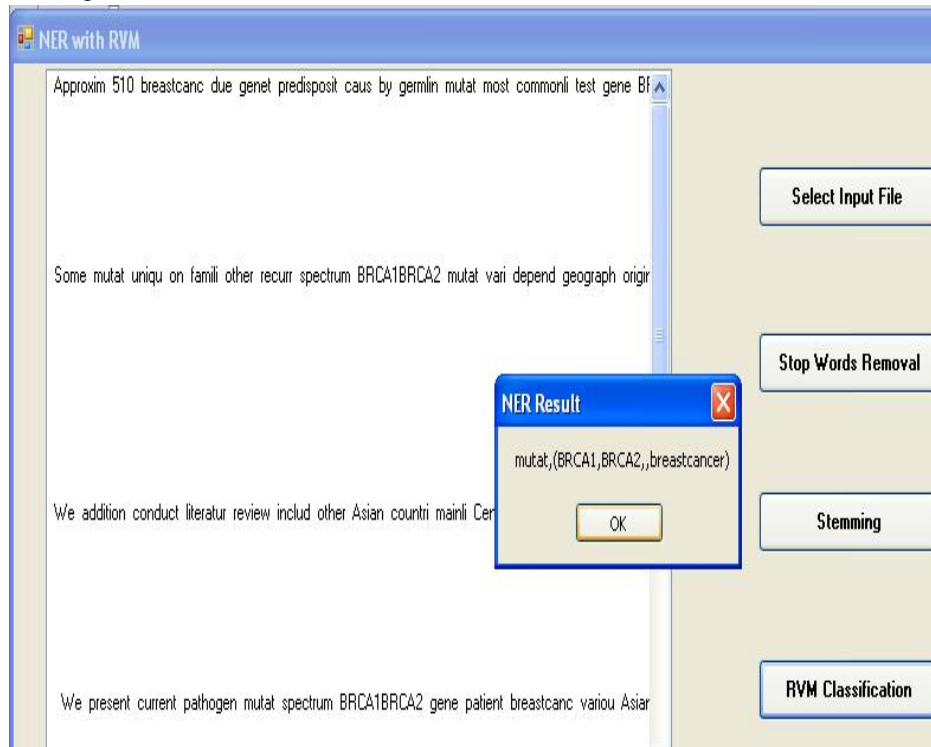 NER with RVM
Approxim 510 breastcanc due genet predisposit caus by germlin mutat most commonli test gene
Select Input File
Some mutat uniqu on famili other recurr spectrum BRCA1BRCA2 mutat vari depend geograph
Stop Words Removal
NER Result
mutat,(BRCA1,BRCA2,,breastcancer)
OK
We addition conduct literatur review includ other Asian countri mainli
Stemming
RVM Classification
We present current pathogen mutat spectrum BRCA1BRCA2 gene patient breastcanc variou